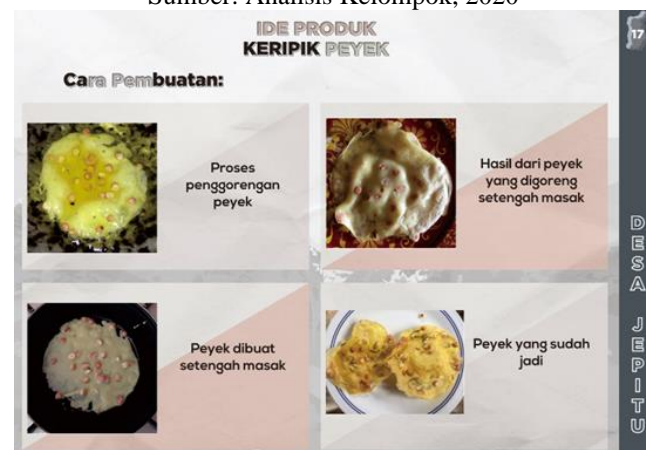 Sumber: Analisis Kelompok, 2020
IDE PRODUK
KERIPIK PEYEK
17
Cara Pembuatan:
Proses
penggorengan
peyek
Hasil dari peyek
yang digoreng
setengah masak
Peyek dibuat
setengah masak
Peyek yang sudah
jadi
DESA JEPITU